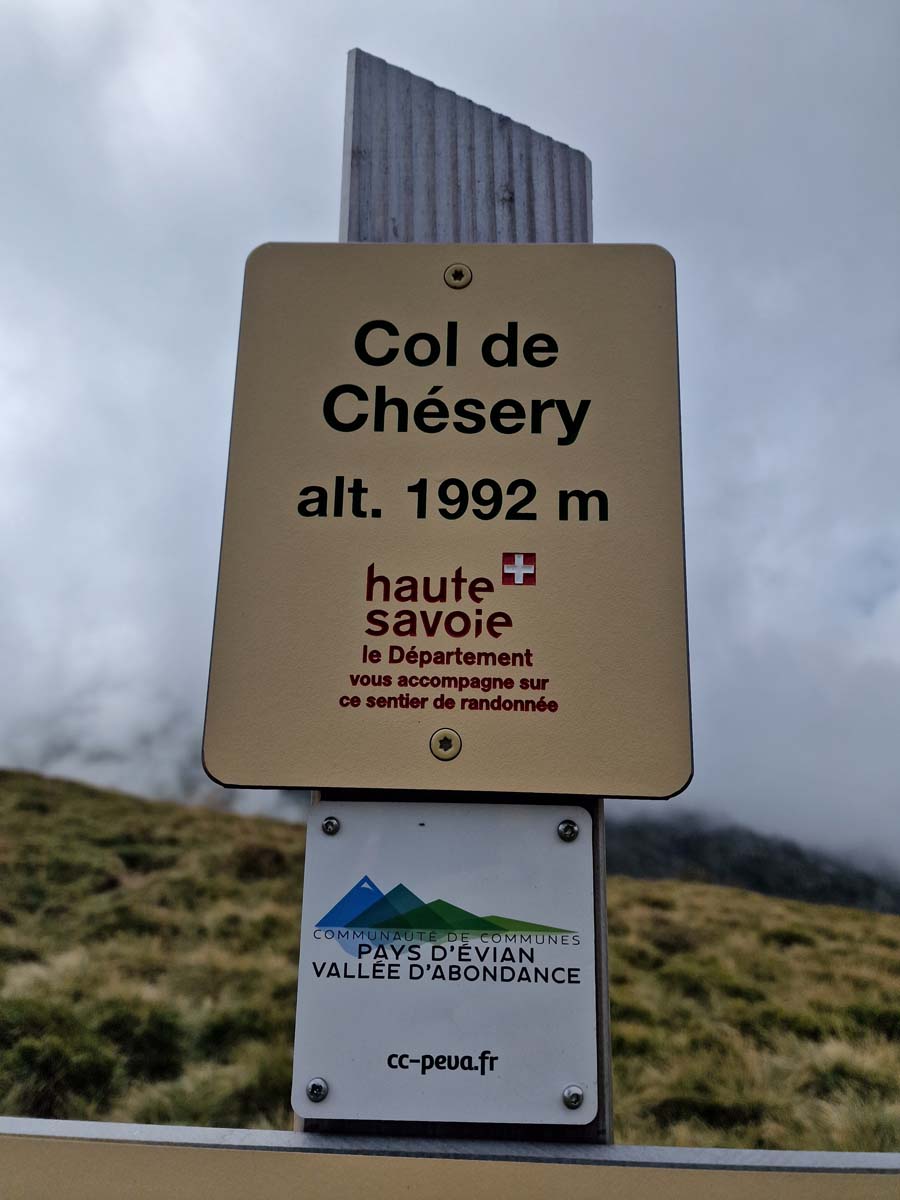 Col de
Chésery
alt. 1992 m
haute
savoie
le Département
vous accompagne sur
ce sentier de randonnée
COMMUNAUTÉ DE COMMUNES
PAYS D'ÉVIAN
VALLÉE D'ABONDANCE
cc-peva.fr